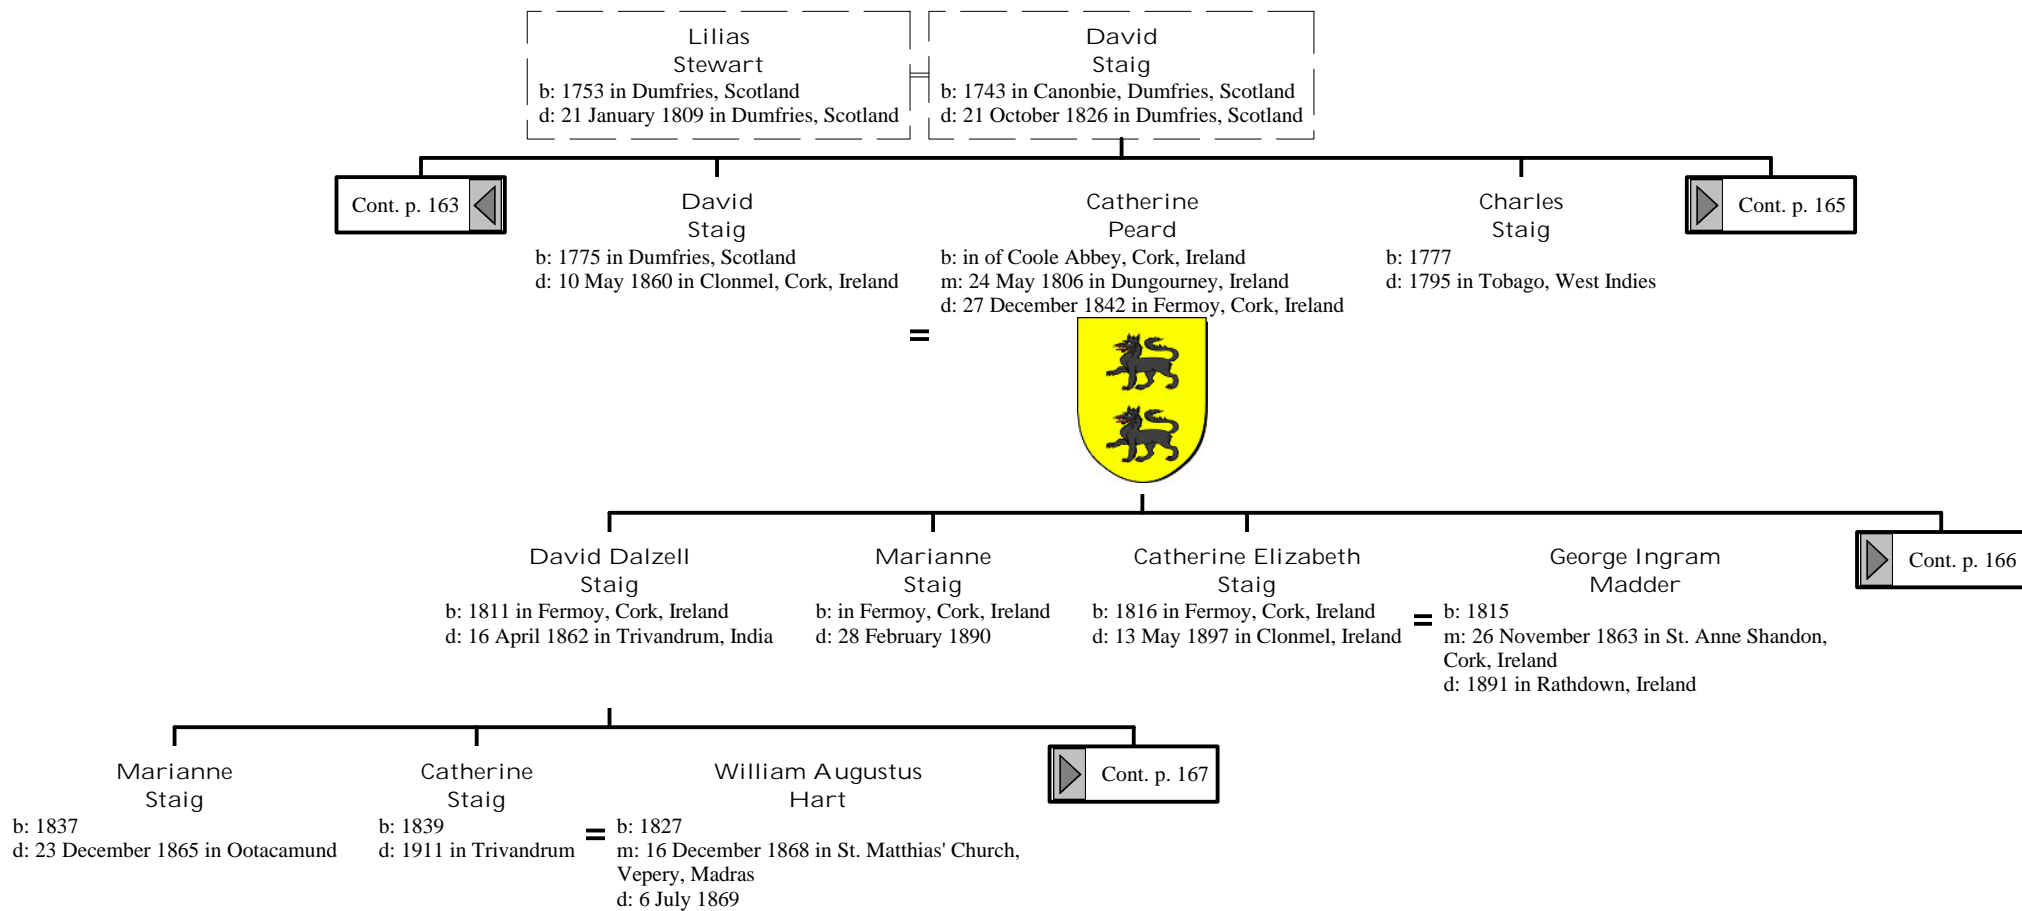 Lilias
Stewart
b: 1753 in Dumfries, Scotland
d: 21 January 1809 in Dumfries, Scotland
David
Staig
b: 1743 in Canonbie, Dumfries, Scotland
d: 21 October 1826 in Dumfries, Scotland
Cont. p. 163
David
Staig
b: 1775 in Dumfries, Scotland
d: 10 May 1860 in Clonmel, Cork, Ireland
=
Catherine
Peard
b: in of Coole Abbey, Cork, Ireland
m: 24 May 1806 in Dungourney, Ireland
d: 27 December 1842 in Fermoy, Cork, Ireland
Charles
Staig
b: 1777
d: 1795 in Tobago, West Indies
Cont. p. 165
David Dalzell
Staig
b: 1811 in Fermoy, Cork, Ireland
d: 16 April 1862 in Trivandrum, India
Marianne
Staig
b: in Fermoy, Cork, Ireland
d: 28 February 1890
Catherine Elizabeth
Staig
b: 1816 in Fermoy, Cork, Ireland
d: 13 May 1897 in Clonmel, Ireland
=
George Ingram
Madder
b: 1815
m: 26 November 1863 in St. Anne Shandon,
Cork, Ireland
d: 1891 in Rathdown, Ireland
Cont. p. 166
Marianne
Staig
b: 1837
d: 23 December 1865 in Ootacamund
Catherine
Staig
b: 1839
d: 1911 in Trivandrum
=
William Augustus
Hart
b: 1827
m: 16 December 1868 in St. Matthias' Church,
Vepery, Madras
d: 6 July 1869
Cont. p. 167